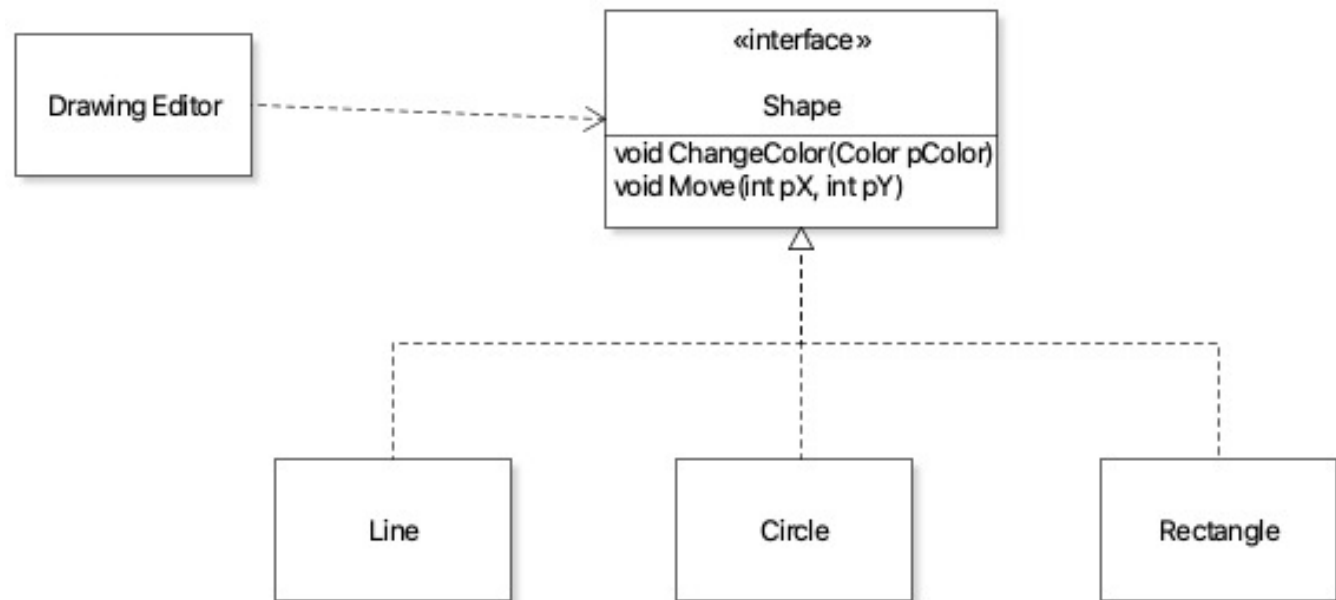 Drawing Editor
«interface»
Shape
void ChangeColor(Color pColor)
void Move(int pX, int pY)
Line
Circle
Rectangle